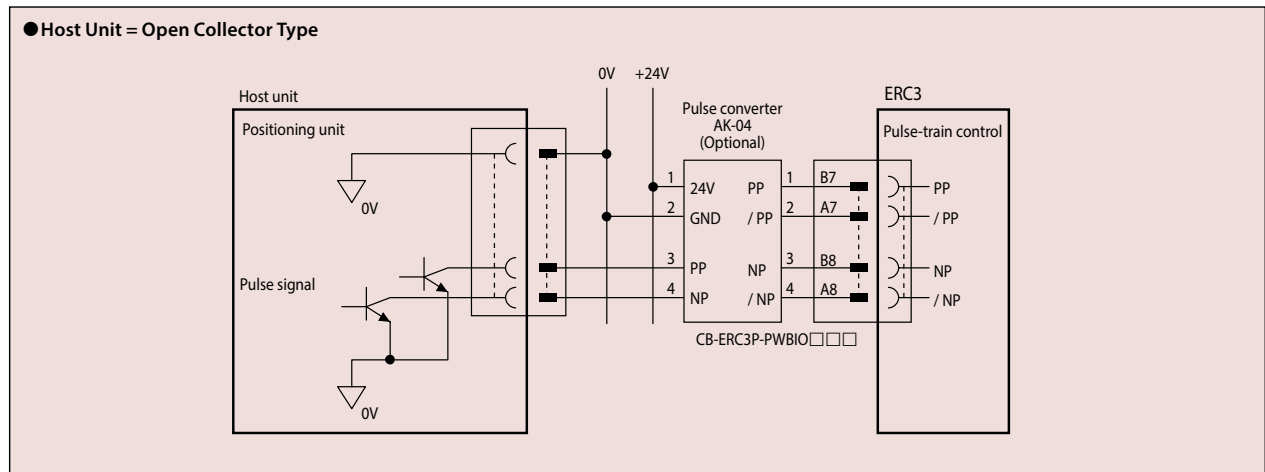 ●Host Unit = Open Collector Type
0V +24V
Host unit
Positioning unit
0V
Pulse signal
0V
Pulse converter
AK-04
(Optional)
1 24V PP 1 B7
2 GND / PP 2 A7
3 PP NP 3 B8
4 NP / NP 4 A8
CB-ERC3P-PWBIO□□□
ERC3
Pulse-train control
PP
/ PP
NP
/ NP